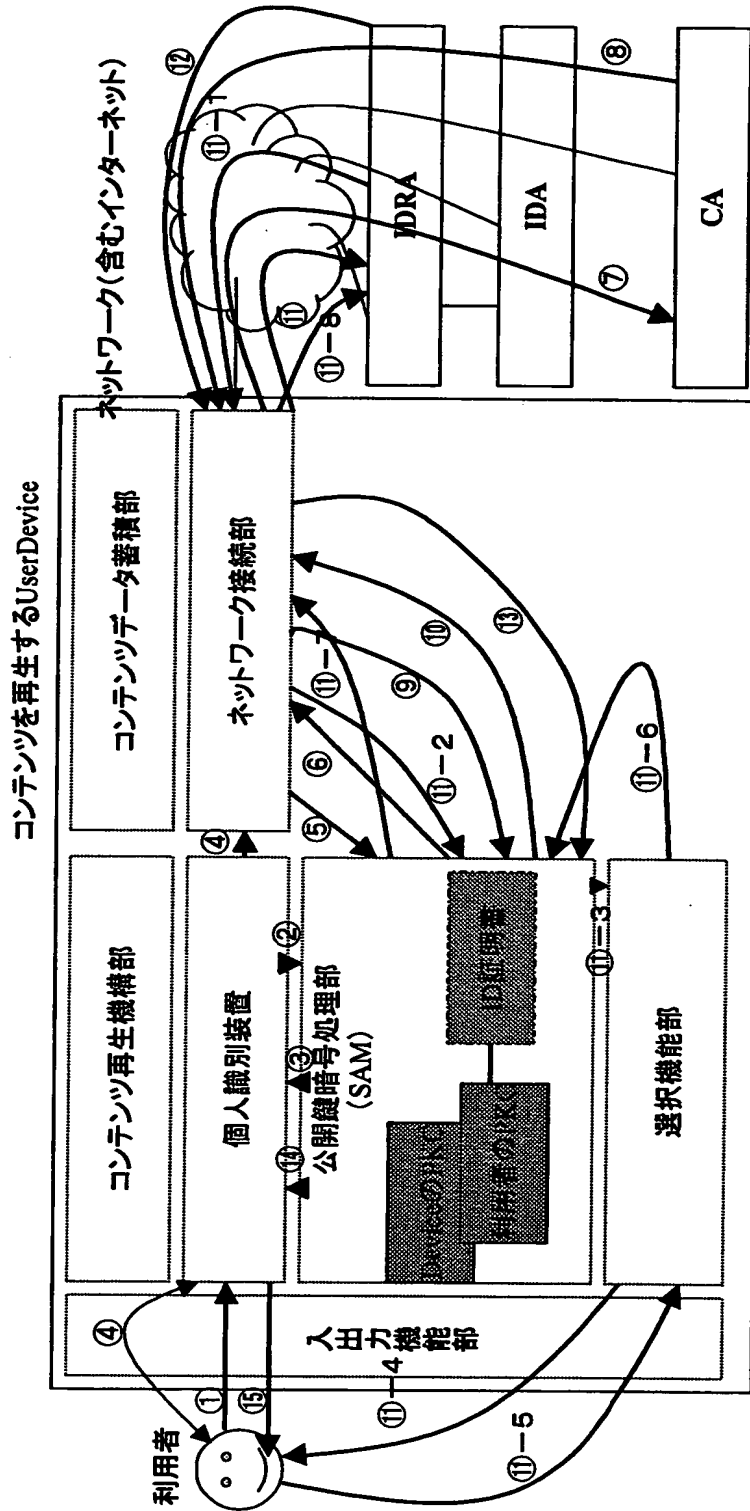 コンテンツを再生するUserDevice
ネットワーク(含むインターネット)
利用者
入出力機能部
コンテンツ再生機構部
コンテンツデータ蓄積部
個人識別装置
ネットワーク接続部
公開鍵暗号処理部
(SAM)
DeviceのPKC
利用者のPKC
ID証明書
選択機能部
IDRA
IDA
CA
①
②
③
④
④
⑤
⑥
⑦
⑧
⑨
⑩
⑪
⑪-1
⑪-2
⑪-3
⑪-4
⑪-5
⑪-6
⑪-7
⑪-8
⑫
⑬
⑭
⑮